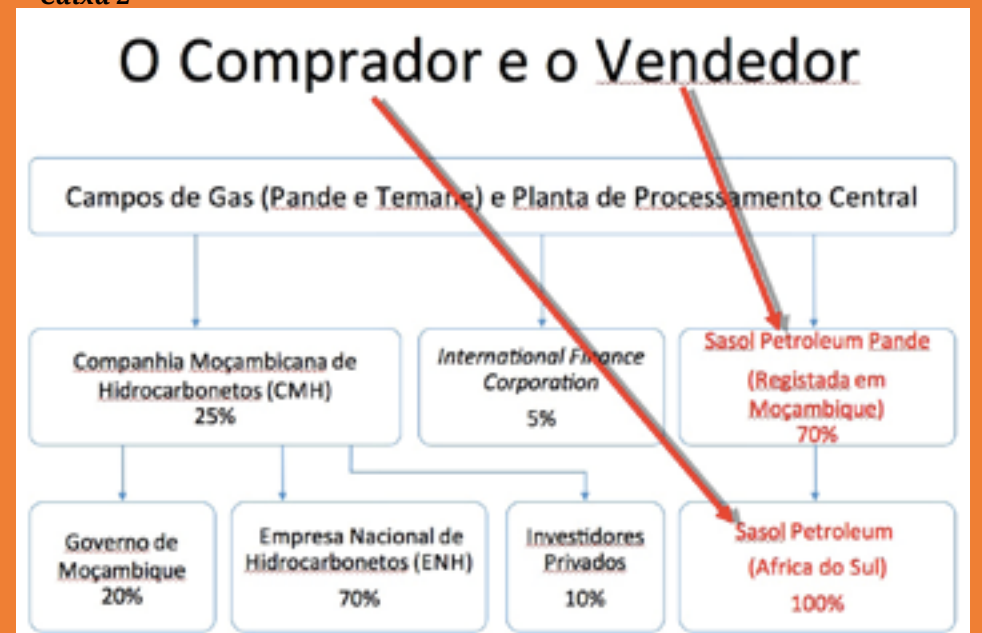 Caixa 2
O Comprador e o Vendedor
Campos de Gas (Pande e Temane) e Planta de Processamento Central
Companhia Moçambicana de
Hidrocarbonetos (CMH)
25%
International Finance
Corporation
5%
Sasol Petroleum Pande
(Registada em
Moçambique)
70%
Governo de
Moçambique
20%
Empresa Nacional de
Hidrocarbonetos (ENH)
70%
Investidores
Privados
10%
Sasol Petroleum
(Africa do Sul)
100%